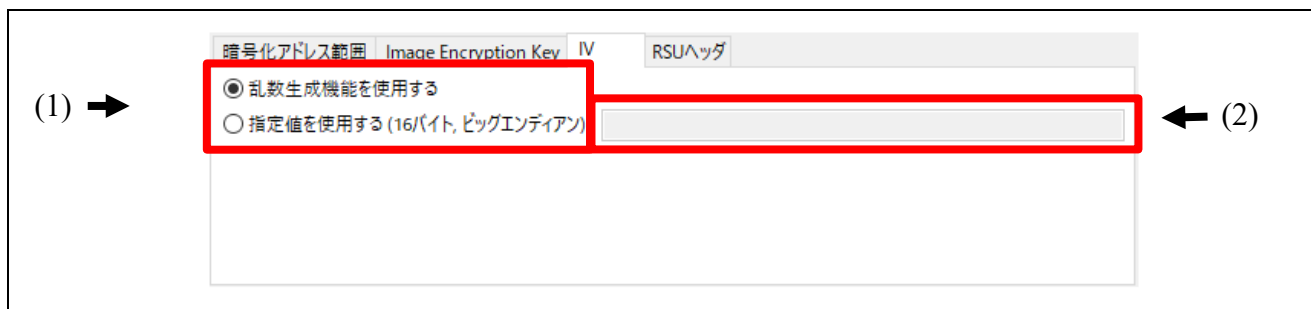 暗号化アドレス範囲 Image Encryption Key IV RSUヘッダ
(1) 乱数生成機能を使用する
指定値を使用する (16バイト, ビッグエンディアン)
(2)